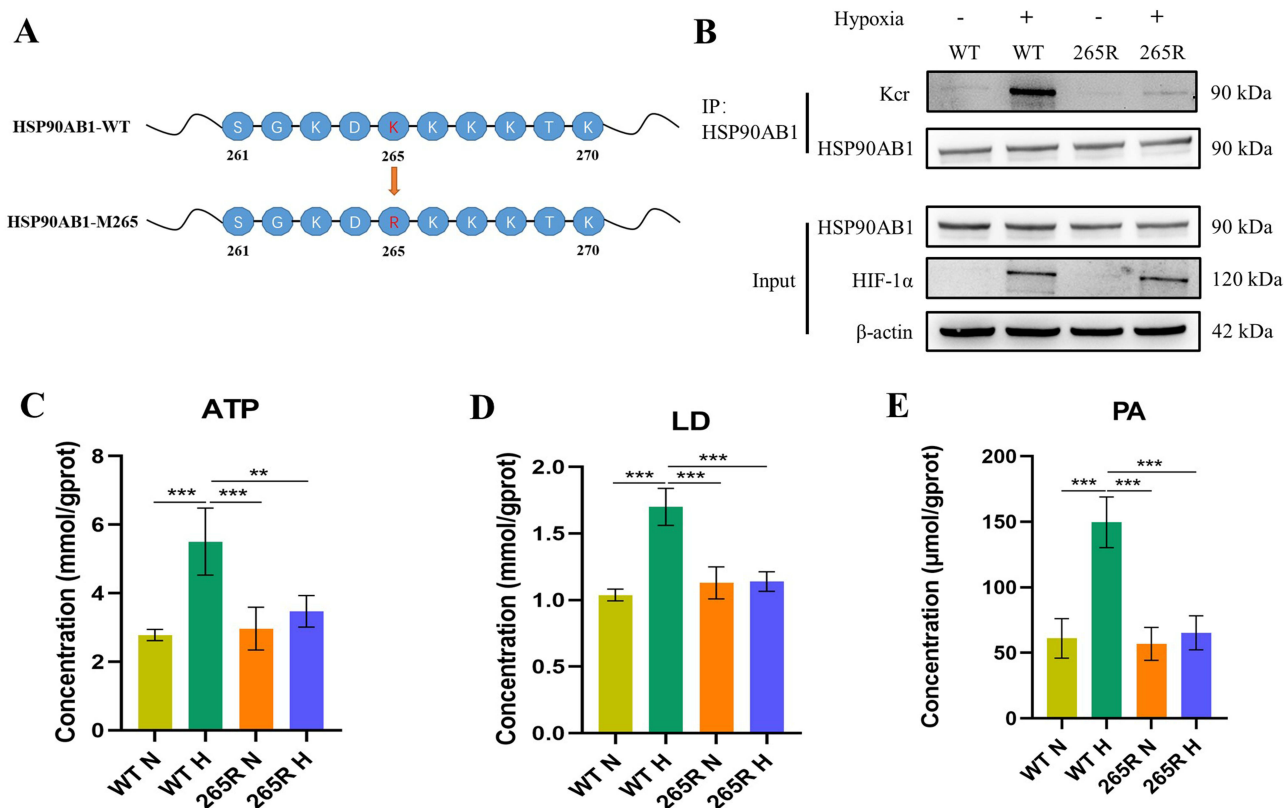 A
HSP90AB1-WT
S G K D K K K K T K
261 265 270
HSP90AB1-M265
S G K D R K K K T K
261 265 270
B
Hypoxia - + - +
WT WT 265R 265R
IP:
HSP90AB1
Kcr 90 kDa
HSP90AB1 90 kDa
Input
HSP90AB1 90 kDa
HIF-1α 120 kDa
β-actin 42 kDa
C
ATP
Concentration (mmol/gprot)
8
6
4
2
0
**
*** ***
WT N WT H 265R N 265R H
D
LD
Concentration (mmol/gprot)
2.0
1.5
1.0
0.5
0.0
***
*** ***
WT N WT H 265R N 265R H
E
PA
Concentration (μmol/gprot)
200
150
100
50
0
***
*** ***
WT N WT H 265R N 265R H